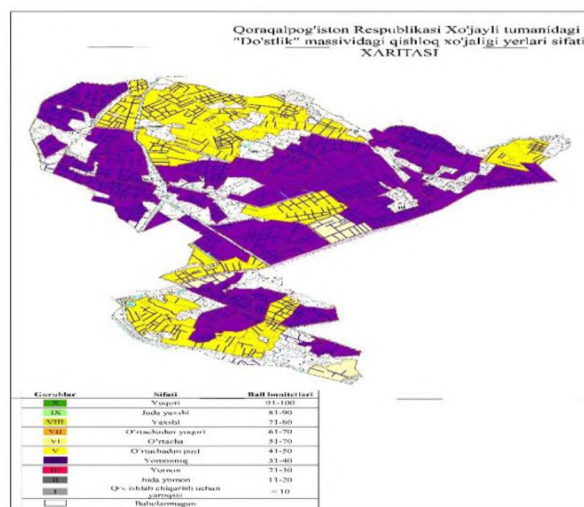 Qoraqalpog'iston Respublikasi Xo'jayli tumanidagi
"Do'stlik" massividagi qishloq xo'jaligi yerlari sifati
XARITASI
Guruhlar Sifati Ball bonitetlari
X Yuqori 91-100
IX Juda yaxshi 81-90
VIII Yaxshi 71-80
VII O'rtachadan yuqori 61-70
VI O'rtacha 51-70
V O'rtachadan past 41-50
Yomonroq 31-40
III Yomon 21-30
II Juda yomon 11-20
I Q/x ishlab chiqarish uchun yaroqsiz <10
Baholanmagan